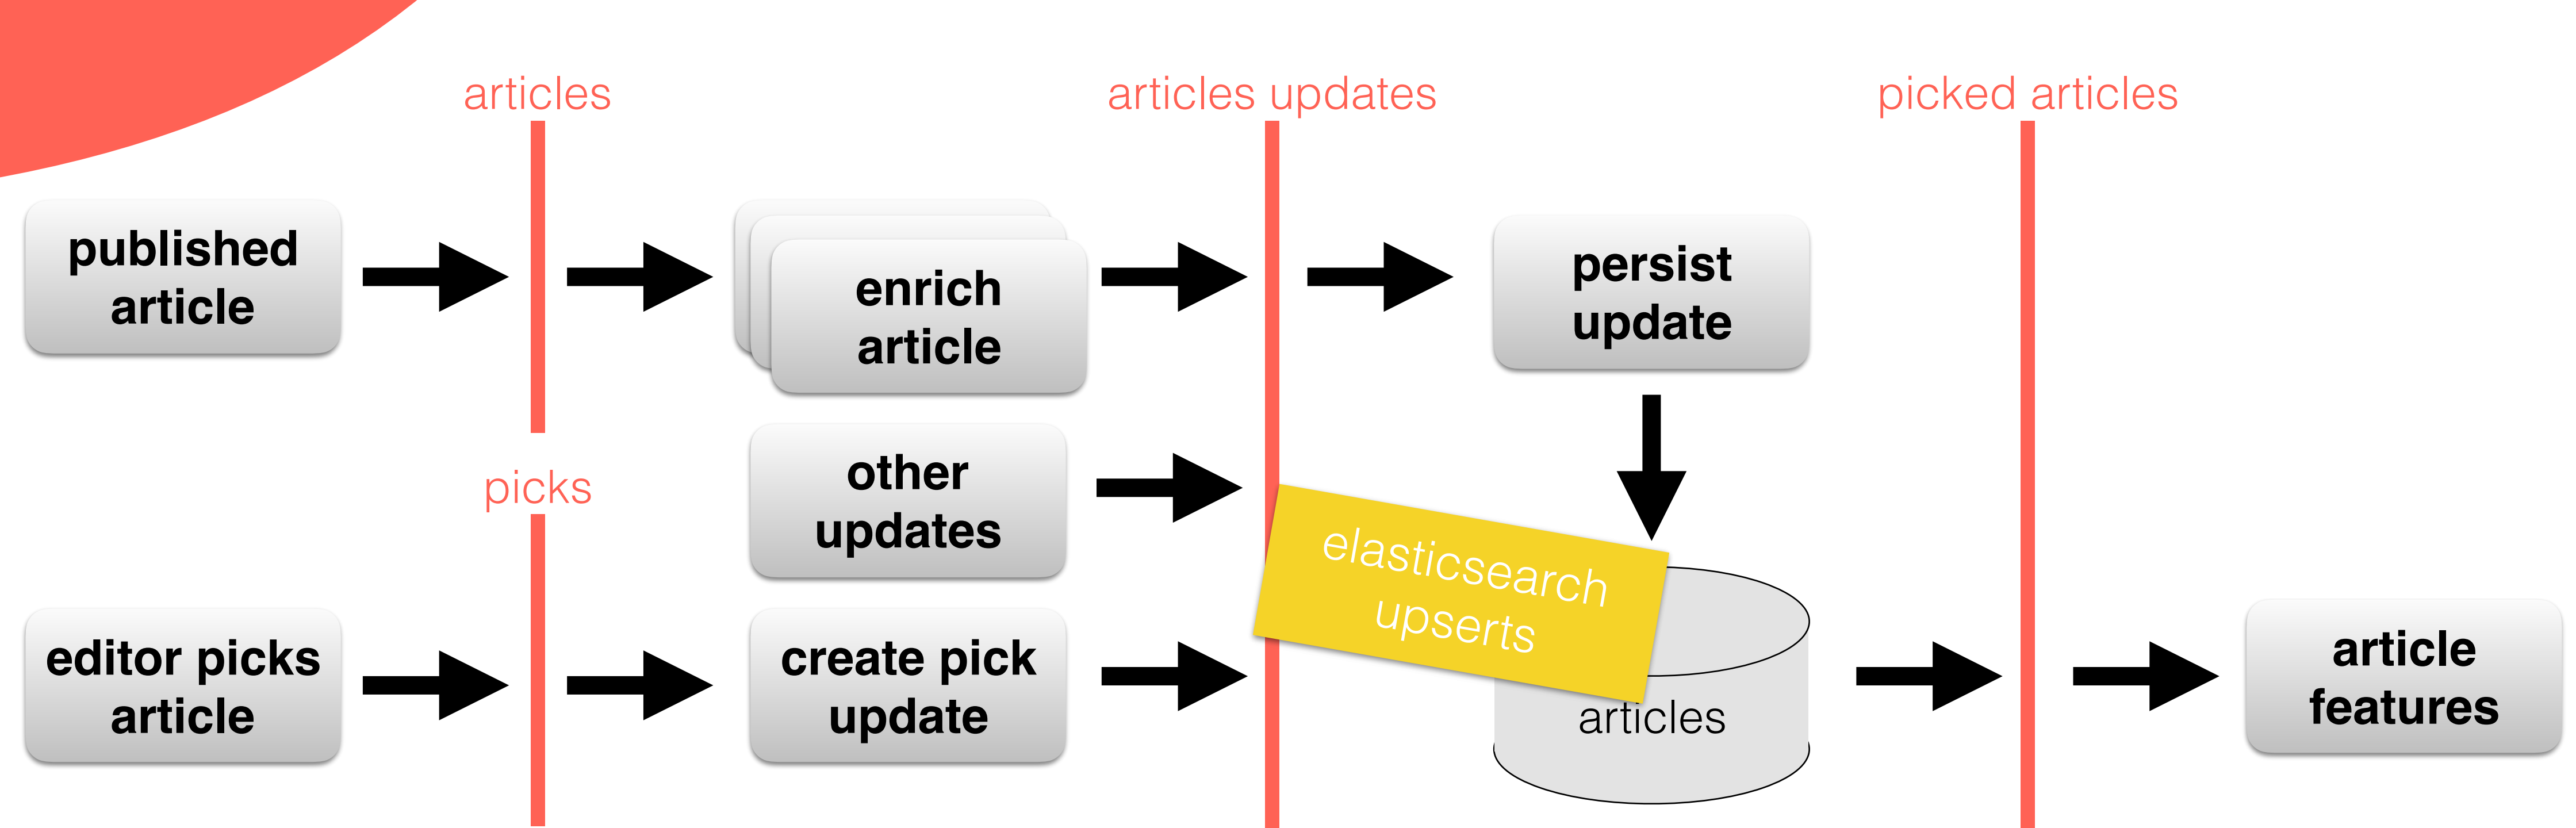 articles
articles updates
picked articles
published
article
enrich
article
persist
update
picks
other
updates
elasticsearch
upserts
editor picks
article
create pick
update
articles
article
features